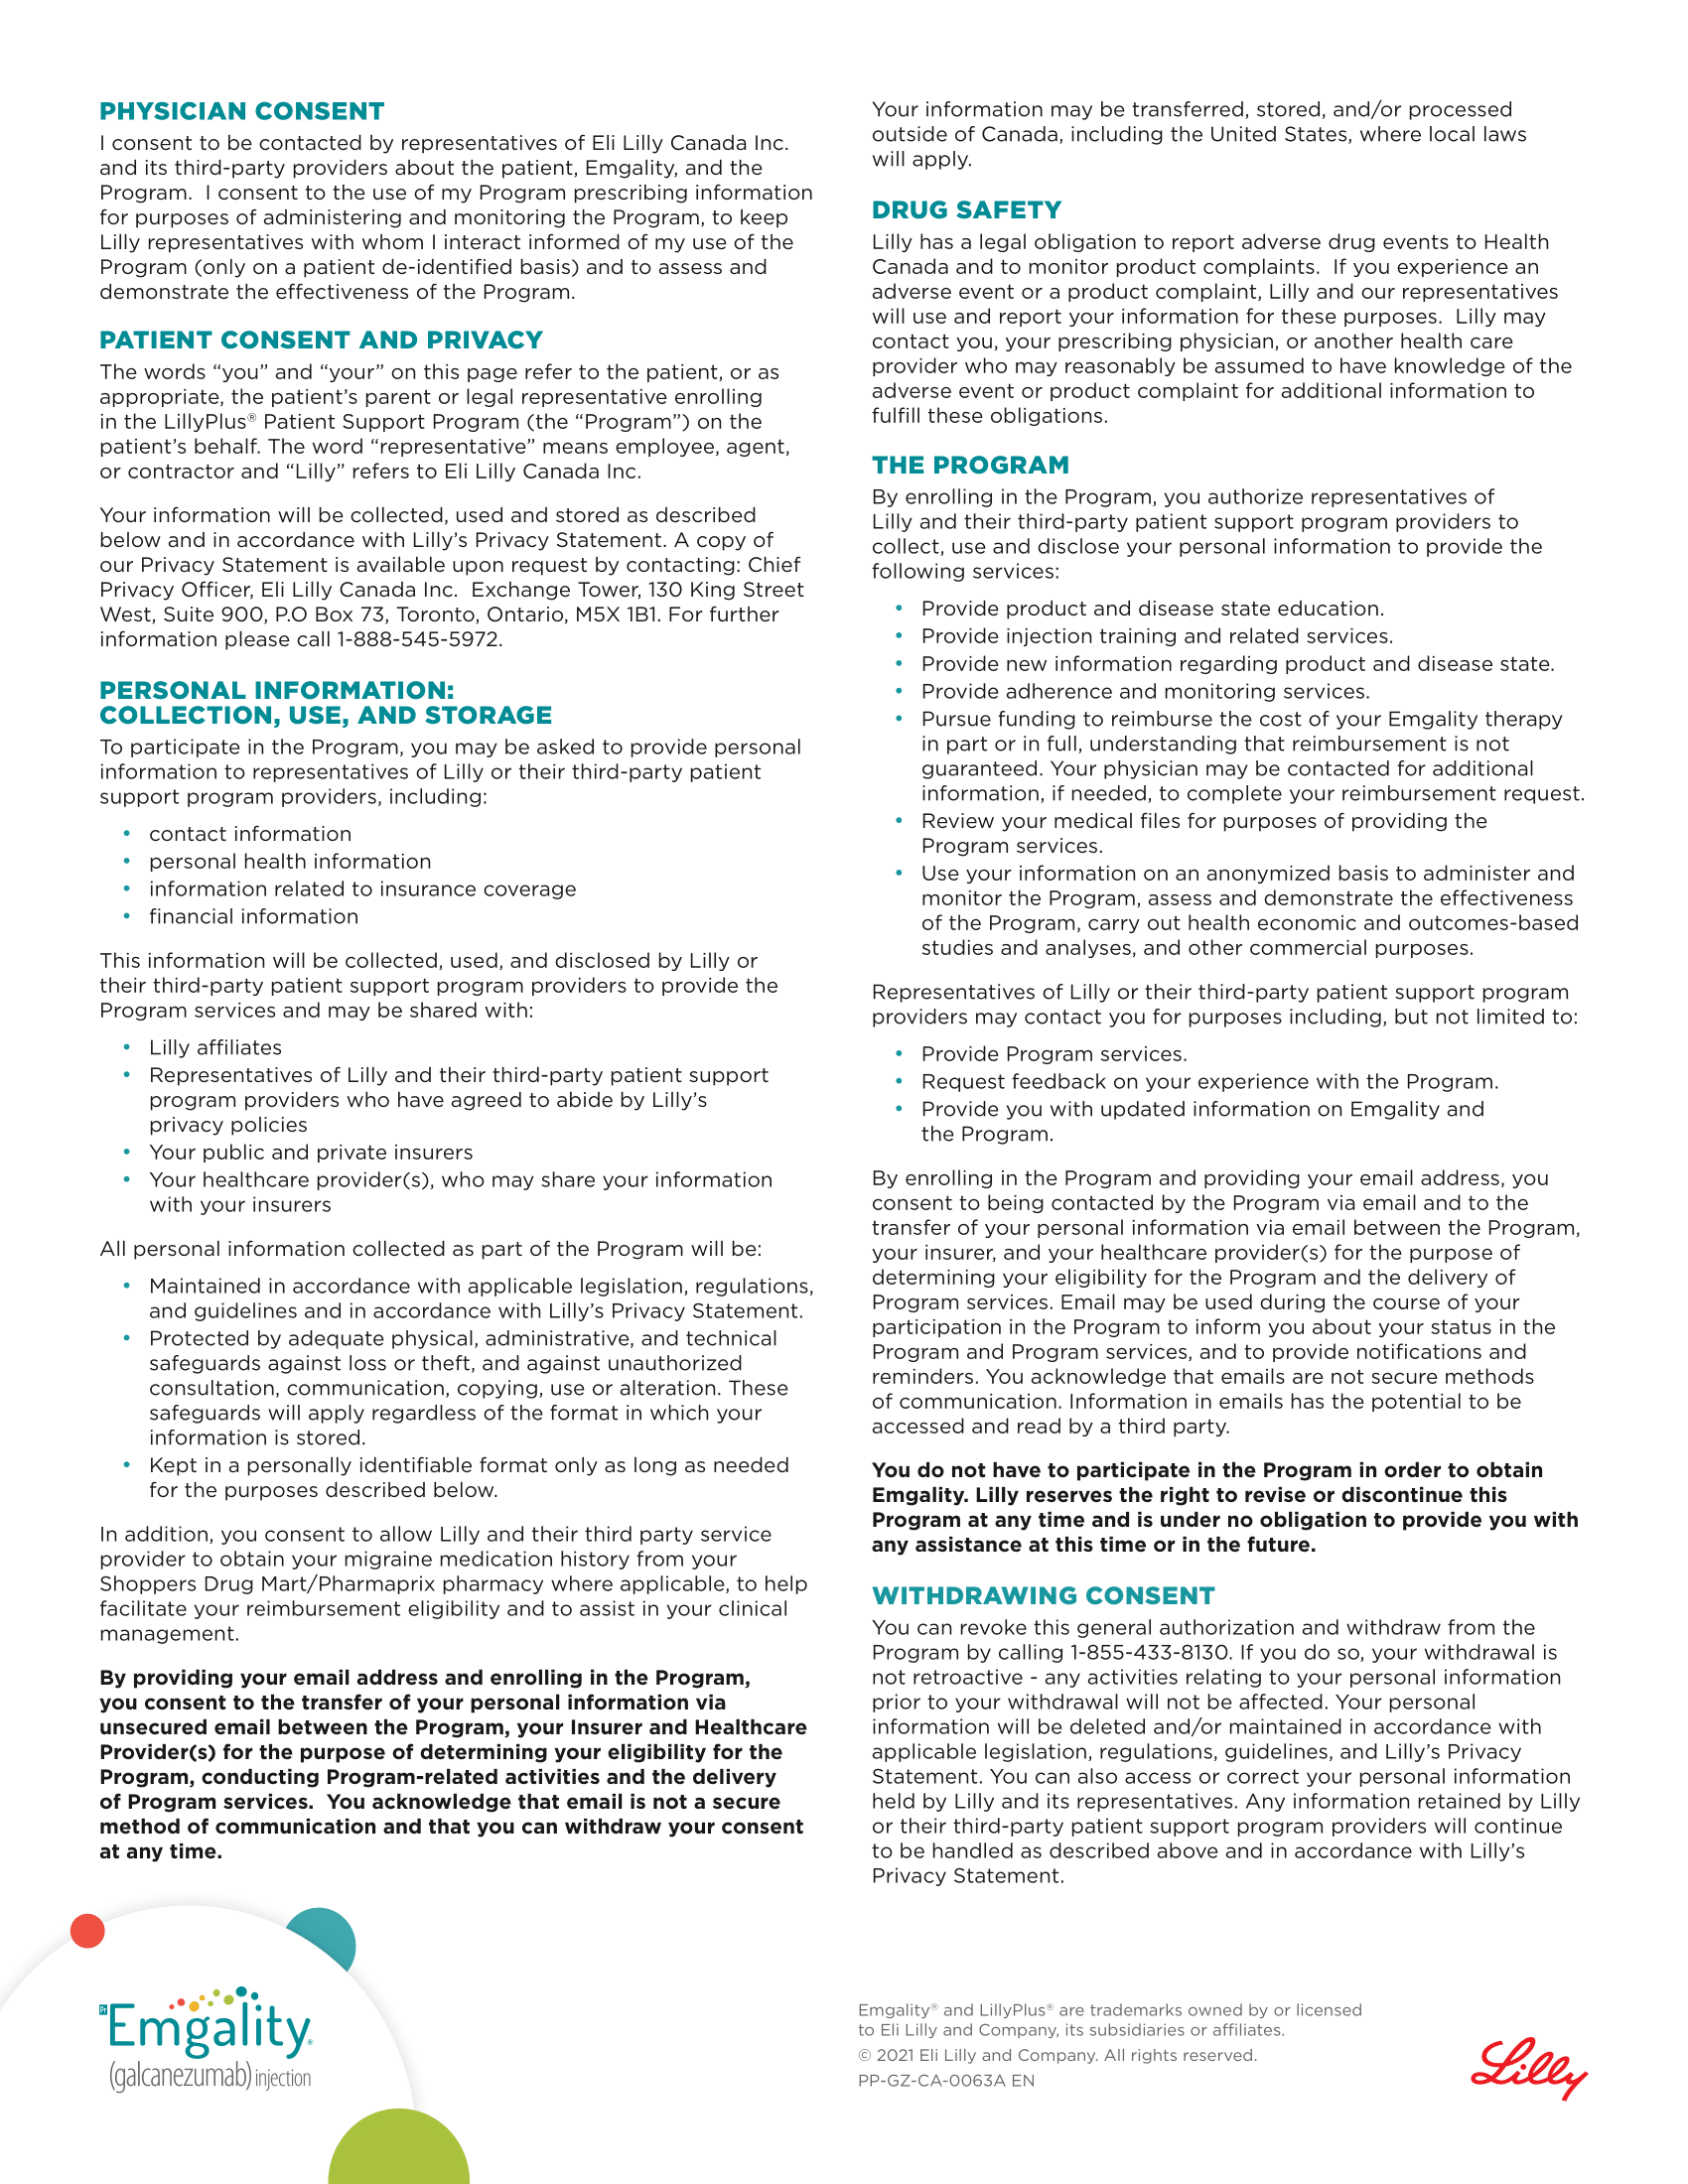 PHYSICIAN CONSENT
I consent to be contacted by representatives of Eli Lilly Canada Inc.
and its third-party providers about the patient, Emgality, and the
Program.  I consent to the use of my Program prescribing information
for purposes of administering and monitoring the Program, to keep
Lilly representatives with whom I interact informed of my use of the
Program (only on a patient de-identified basis) and to assess and
demonstrate the effectiveness of the Program.
PATIENT CONSENT AND PRIVACY
The words “you” and “your” on this page refer to the patient, or as
appropriate, the patient’s parent or legal representative enrolling
in the LillyPlus® Patient Support Program (the “Program”) on the
patient’s behalf. The word “representative” means employee, agent,
or contractor and “Lilly” refers to Eli Lilly Canada Inc.
Your information will be collected, used and stored as described
below and in accordance with Lilly’s Privacy Statement. A copy of
our Privacy Statement is available upon request by contacting: Chief
Privacy Officer, Eli Lilly Canada Inc.  Exchange Tower, 130 King Street
West, Suite 900, P.O Box 73, Toronto, Ontario, M5X 1B1. For further
information please call 1-888-545-5972.
PERSONAL INFORMATION:
COLLECTION, USE, AND STORAGE
To participate in the Program, you may be asked to provide personal
information to representatives of Lilly or their third-party patient
support program providers, including:
• contact information
• personal health information
• information related to insurance coverage
• financial information
This information will be collected, used, and disclosed by Lilly or
their third-party patient support program providers to provide the
Program services and may be shared with:
• Lilly affiliates
• Representatives of Lilly and their third-party patient support
program providers who have agreed to abide by Lilly’s
privacy policies
• Your public and private insurers
• Your healthcare provider(s), who may share your information
with your insurers
All personal information collected as part of the Program will be:
• Maintained in accordance with applicable legislation, regulations,
and guidelines and in accordance with Lilly’s Privacy Statement.
• Protected by adequate physical, administrative, and technical
safeguards against loss or theft, and against unauthorized
consultation, communication, copying, use or alteration. These
safeguards will apply regardless of the format in which your
information is stored.
• Kept in a personally identifiable format only as long as needed
for the purposes described below.
In addition, you consent to allow Lilly and their third party service
provider to obtain your migraine medication history from your
Shoppers Drug Mart/Pharmaprix pharmacy where applicable, to help
facilitate your reimbursement eligibility and to assist in your clinical
management.
By providing your email address and enrolling in the Program,
you consent to the transfer of your personal information via
unsecured email between the Program, your Insurer and Healthcare
Provider(s) for the purpose of determining your eligibility for the
Program, conducting Program-related activities and the delivery
of Program services.  You acknowledge that email is not a secure
method of communication and that you can withdraw your consent
at any time.
Your information may be transferred, stored, and/or processed
outside of Canada, including the United States, where local laws
will apply.
DRUG SAFETY
Lilly has a legal obligation to report adverse drug events to Health
Canada and to monitor product complaints.  If you experience an
adverse event or a product complaint, Lilly and our representatives
will use and report your information for these purposes.  Lilly may
contact you, your prescribing physician, or another health care
provider who may reasonably be assumed to have knowledge of the
adverse event or product complaint for additional information to
fulfill these obligations.
THE PROGRAM
By enrolling in the Program, you authorize representatives of
Lilly and their third-party patient support program providers to
collect, use and disclose your personal information to provide the
following services:
• Provide product and disease state education.
• Provide injection training and related services.
• Provide new information regarding product and disease state.
• Provide adherence and monitoring services.
• Pursue funding to reimburse the cost of your Emgality therapy
in part or in full, understanding that reimbursement is not
guaranteed. Your physician may be contacted for additional
information, if needed, to complete your reimbursement request.
• Review your medical files for purposes of providing the
Program services.
• Use your information on an anonymized basis to administer and
monitor the Program, assess and demonstrate the effectiveness
of the Program, carry out health economic and outcomes-based
studies and analyses, and other commercial purposes.
Representatives of Lilly or their third-party patient support program
providers may contact you for purposes including, but not limited to:
• Provide Program services.
• Request feedback on your experience with the Program.
• Provide you with updated information on Emgality and
the Program.
By enrolling in the Program and providing your email address, you
consent to being contacted by the Program via email and to the
transfer of your personal information via email between the Program,
your insurer, and your healthcare provider(s) for the purpose of
determining your eligibility for the Program and the delivery of
Program services. Email may be used during the course of your
participation in the Program to inform you about your status in the
Program and Program services, and to provide notifications and
reminders. You acknowledge that emails are not secure methods
of communication. Information in emails has the potential to be
accessed and read by a third party.
You do not have to participate in the Program in order to obtain
Emgality. Lilly reserves the right to revise or discontinue this
Program at any time and is under no obligation to provide you with
any assistance at this time or in the future.
WITHDRAWING CONSENT
You can revoke this general authorization and withdraw from the
Program by calling 1-855-433-8130. If you do so, your withdrawal is
not retroactive - any activities relating to your personal information
prior to your withdrawal will not be affected. Your personal
information will be deleted and/or maintained in accordance with
applicable legislation, regulations, guidelines, and Lilly’s Privacy
Statement. You can also access or correct your personal information
held by Lilly and its representatives. Any information retained by Lilly
or their third-party patient support program providers will continue
to be handled as described above and in accordance with Lilly’s
Privacy Statement.
Pr Emgality®
(galcanezumab) injection
Emgality® and LillyPlus® are trademarks owned by or licensed
to Eli Lilly and Company, its subsidiaries or affiliates.
© 2021 Eli Lilly and Company. All rights reserved.
PP-GZ-CA-0063A EN
Lilly